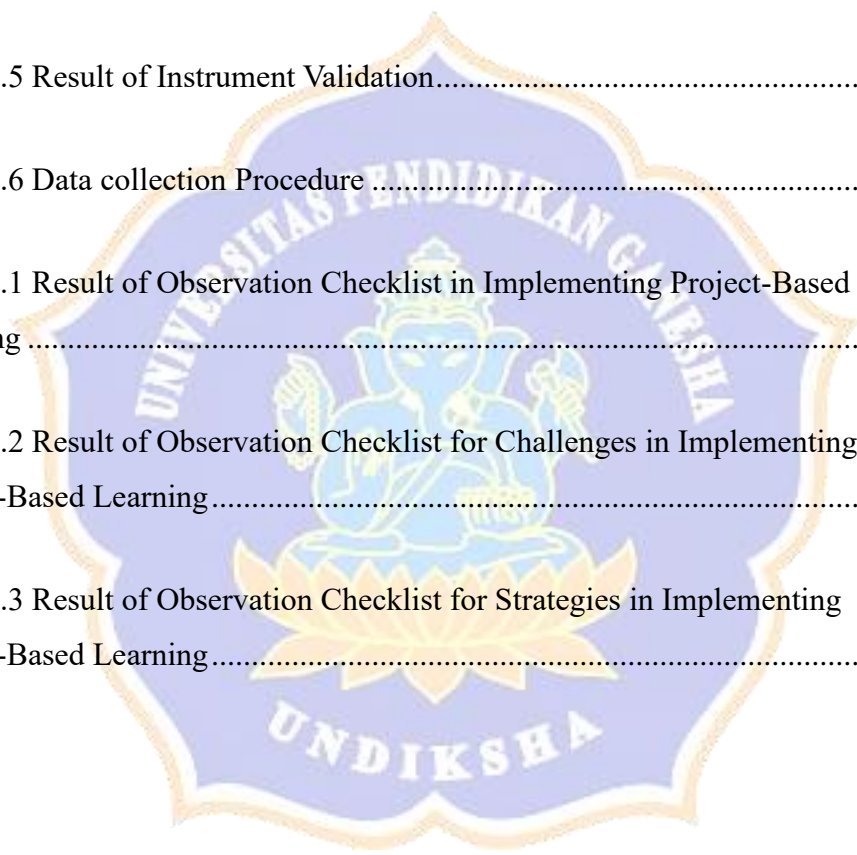 .5 Result of Instrument Validation.....................................................
.6 Data collection Procedure .............................................................
.1 Result of Observation Checklist in Implementing Project-Based
ng ........................................................................................................
.2 Result of Observation Checklist for Challenges in Implementing
-Based Learning.................................................................................
.3 Result of Observation Checklist for Strategies in Implementing
-Based Learning.................................................................................
UNIVERSITAS PENDIDIKAN GANESHA
UNDIKSHA